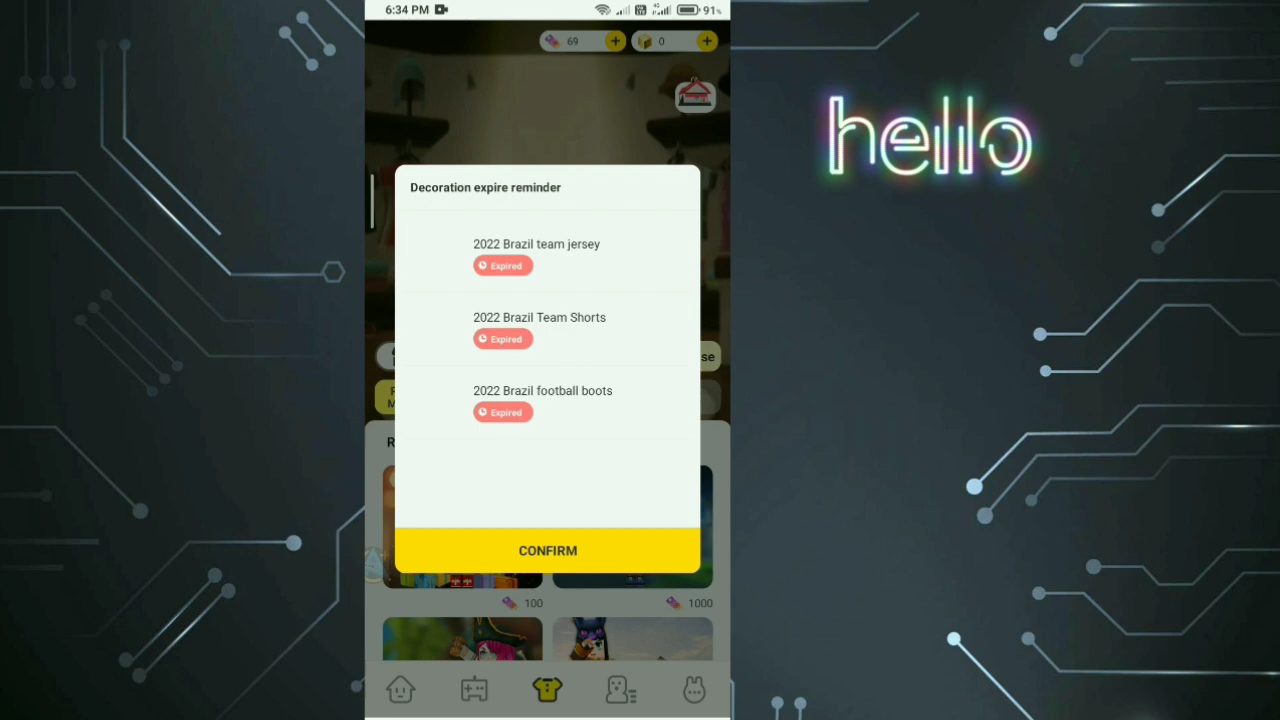 6:34 PM
91%
69
0
hello
Decoration expire reminder
2022 Brazil team jersey
Expired
2022 Brazil Team Shorts
Expired
2022 Brazil football boots
Expired
se
R
CONFIRM
100
1000